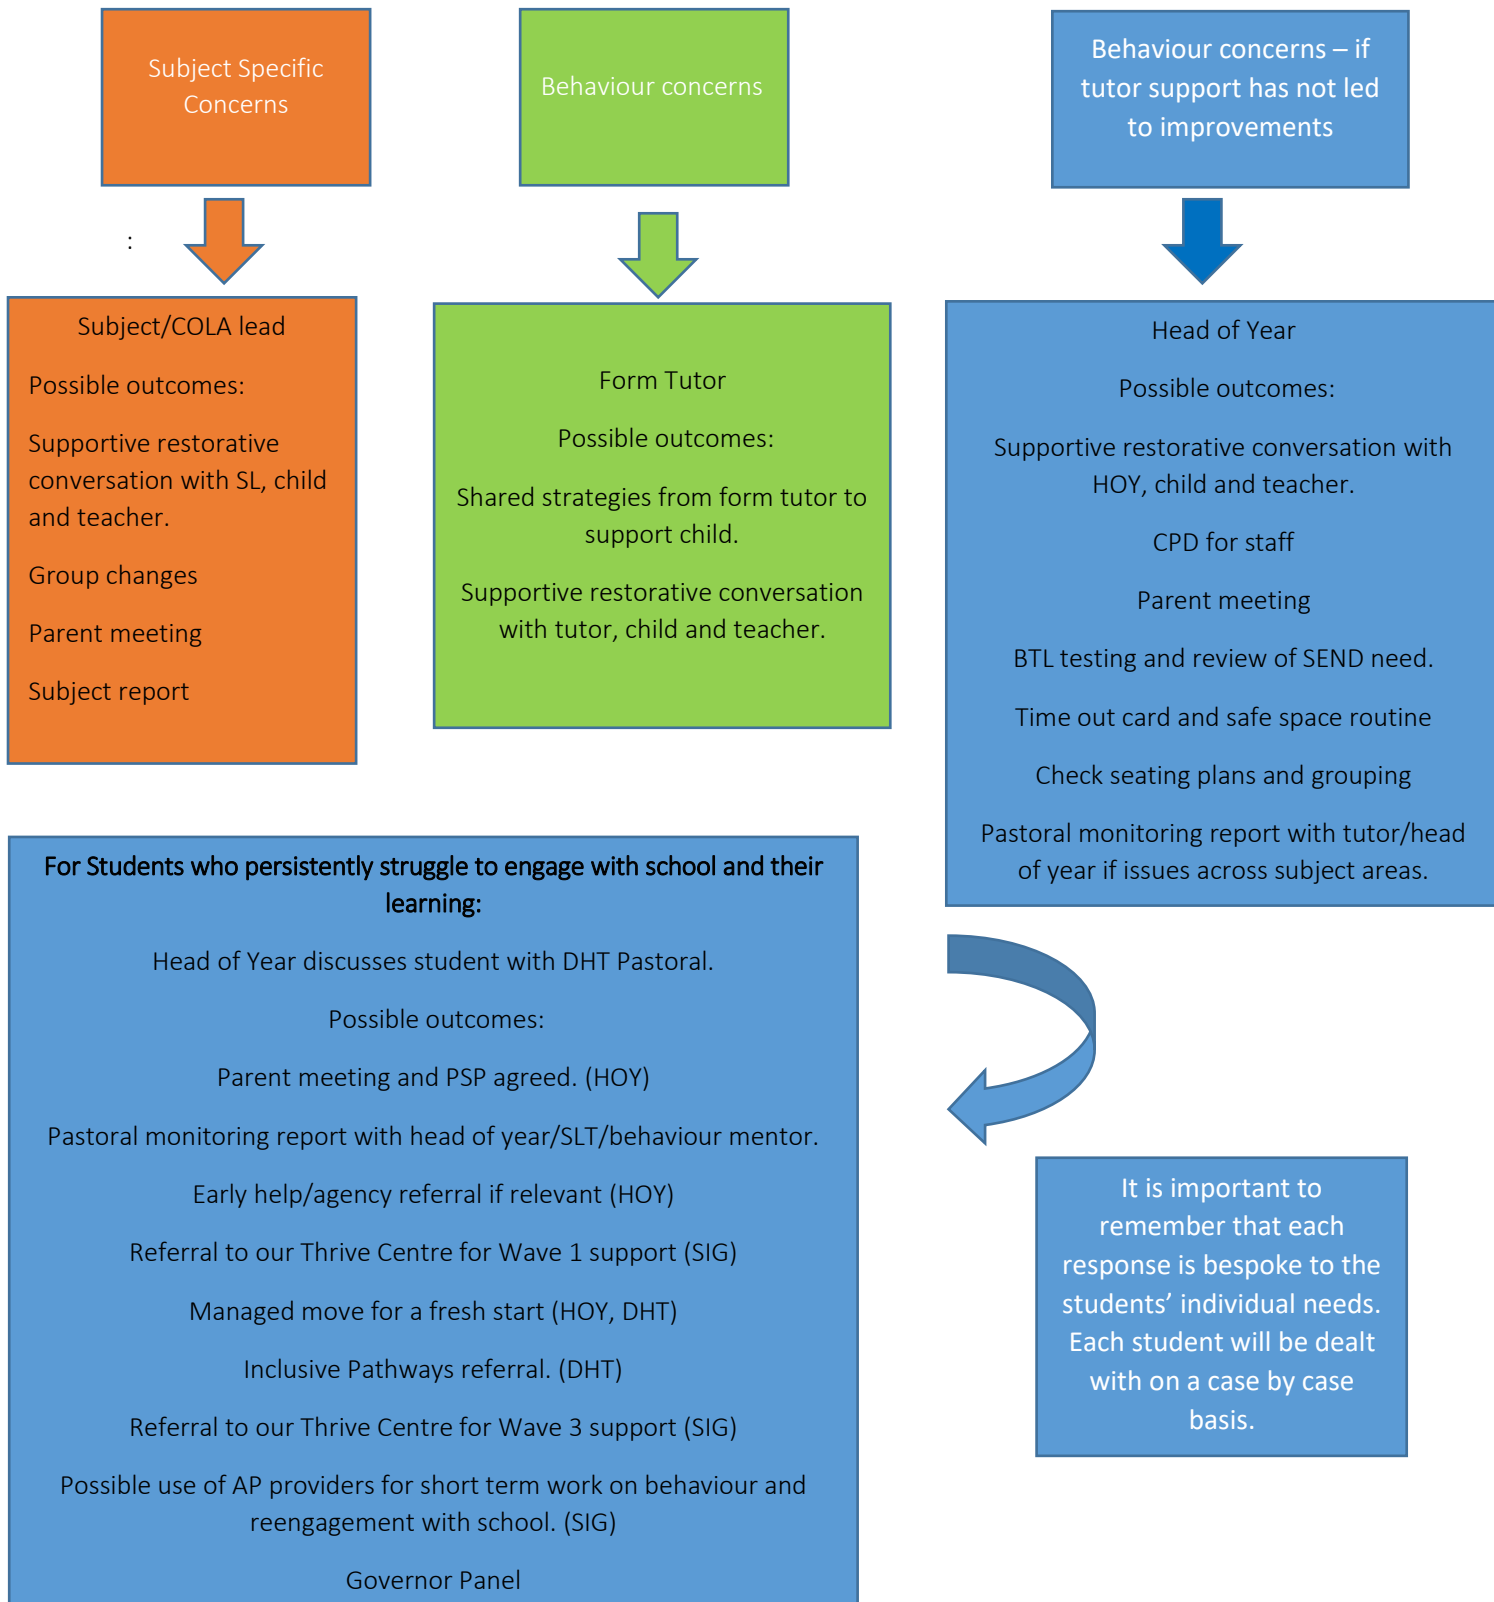 Subject Specific
Concerns
Behaviour concerns
Behaviour concerns – if
tutor support has not led
to improvements
:
Subject/COLA lead
Possible outcomes:
Supportive restorative
conversation with SL, child
and teacher.
Group changes
Parent meeting
Subject report
Form Tutor
Possible outcomes:
Shared strategies from form tutor to
support child.
Supportive restorative conversation
with tutor, child and teacher.
Head of Year
Possible outcomes:
Supportive restorative conversation with
HOY, child and teacher.
CPD for staff
Parent meeting
BTL testing and review of SEND need.
Time out card and safe space routine
Check seating plans and grouping
Pastoral monitoring report with tutor/head
of year if issues across subject areas.
For Students who persistently struggle to engage with school and their
learning:
Head of Year discusses student with DHT Pastoral.
Possible outcomes:
Parent meeting and PSP agreed. (HOY)
Pastoral monitoring report with head of year/SLT/behaviour mentor.
Early help/agency referral if relevant (HOY)
Referral to our Thrive Centre for Wave 1 support (SIG)
Managed move for a fresh start (HOY, DHT)
Inclusive Pathways referral. (DHT)
Referral to our Thrive Centre for Wave 3 support (SIG)
Possible use of AP providers for short term work on behaviour and
reengagement with school. (SIG)
Governor Panel
It is important to
remember that each
response is bespoke to the
students’ individual needs.
Each student will be dealt
with on a case by case
basis.